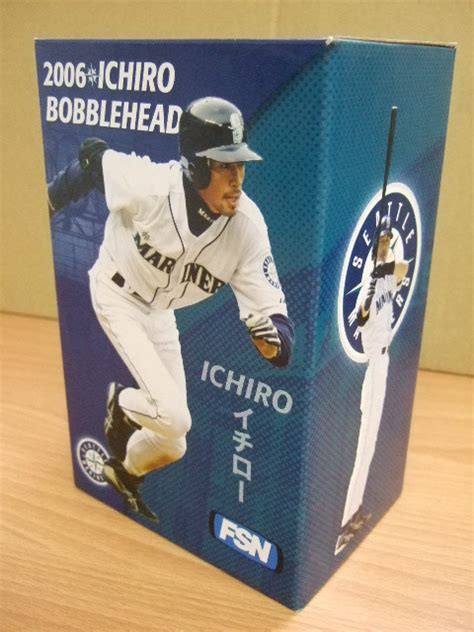 2006 ICHIRO
BOBBLEHEAD
MARINERS
ICHIRO
イチロー
FSN
SEATTLE
MARINERS